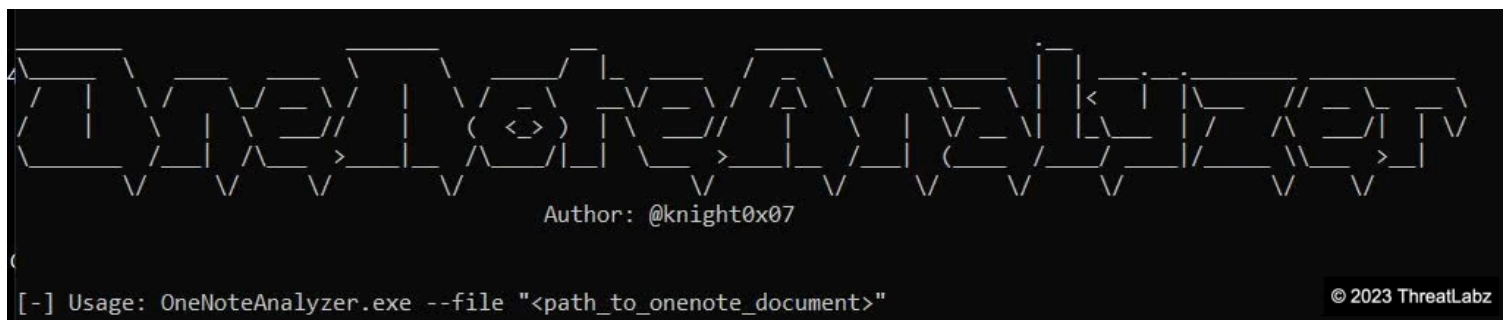 OneNoteAnalyzer
Author: @knight0x07
[-] Usage: OneNoteAnalyzer.exe --file "<path_to_onenote_document>"
© 2023 ThreatLabz